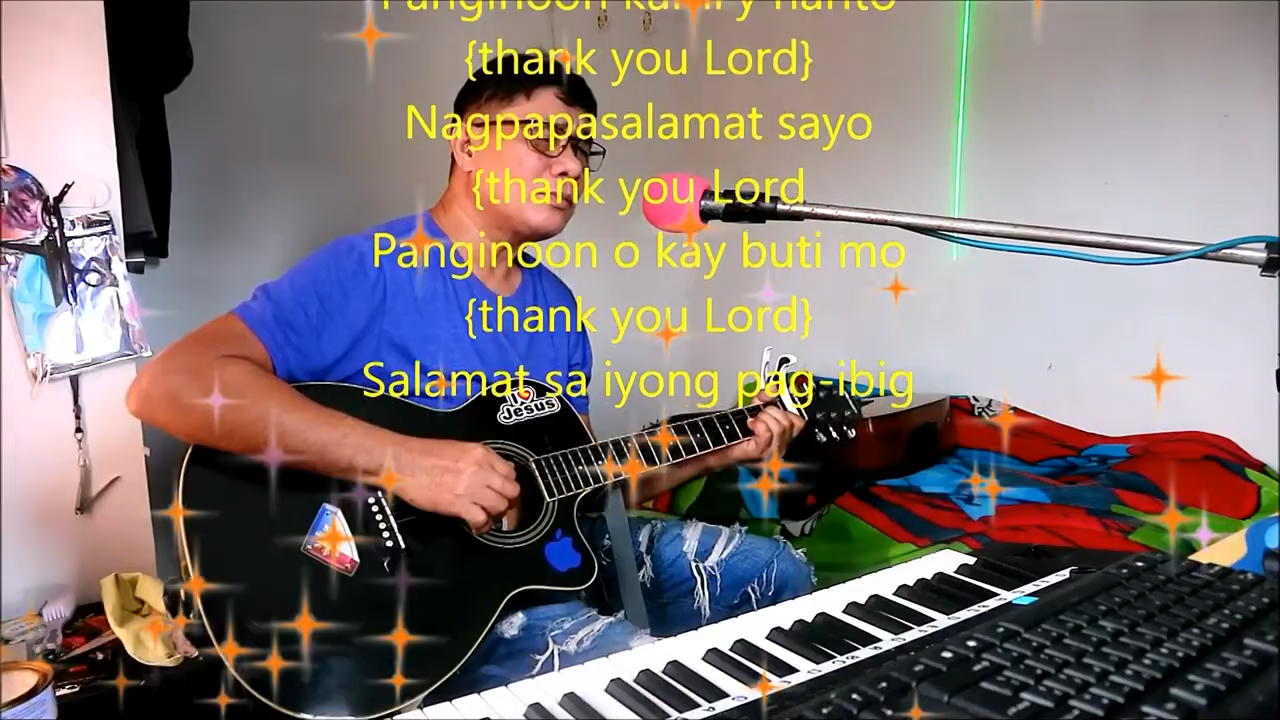 Panginoon
{thank you Lord}
Nagpapasalamat sayo
{thank you Lord
Panginoon o kay buti mo
{thank you Lord}
Salamat sa iyong pag-ibig
I
Jesus